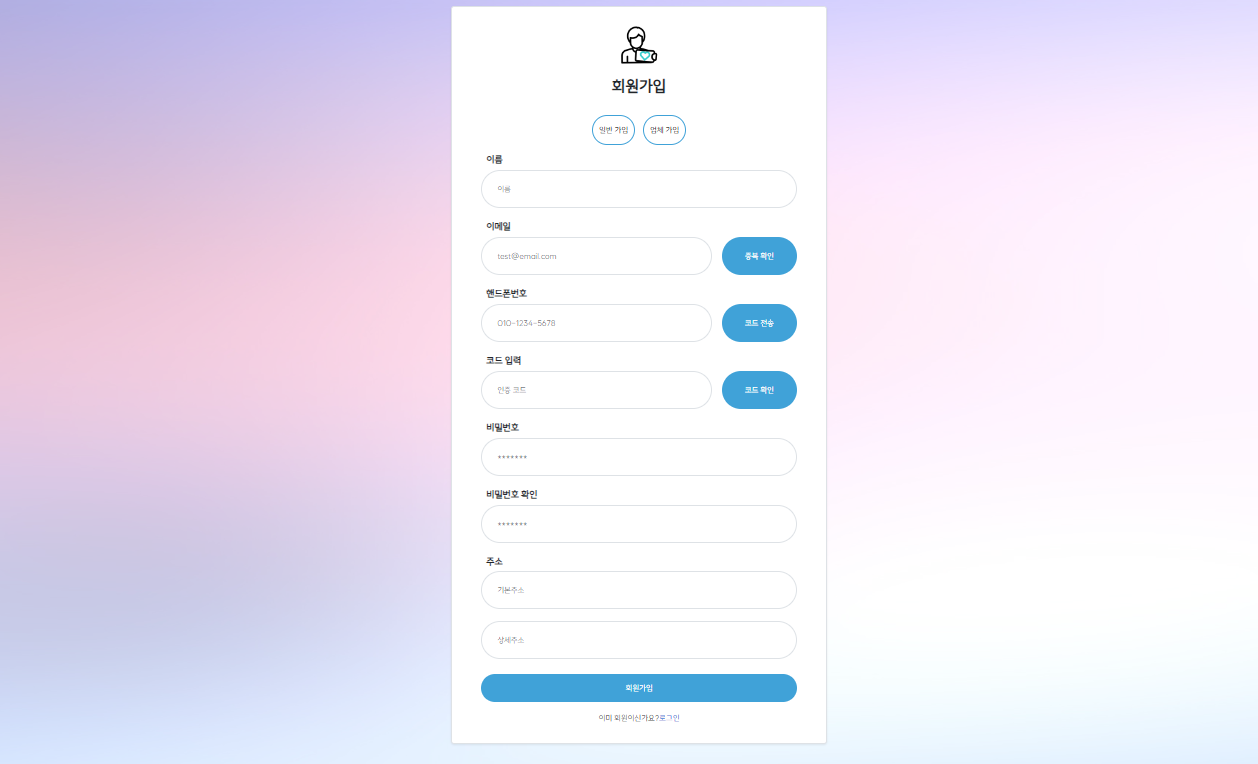 회원가입
일반 가입 업체 가입
이름
이름
이메일
test@email.com 중복 확인
핸드폰번호
010-1234-5678 코드 전송
코드 입력
인증 코드 코드 확인
비밀번호
*******
비밀번호 확인
*******
주소
기본주소
상세주소
회원가입
이미 회원이신가요?로그인